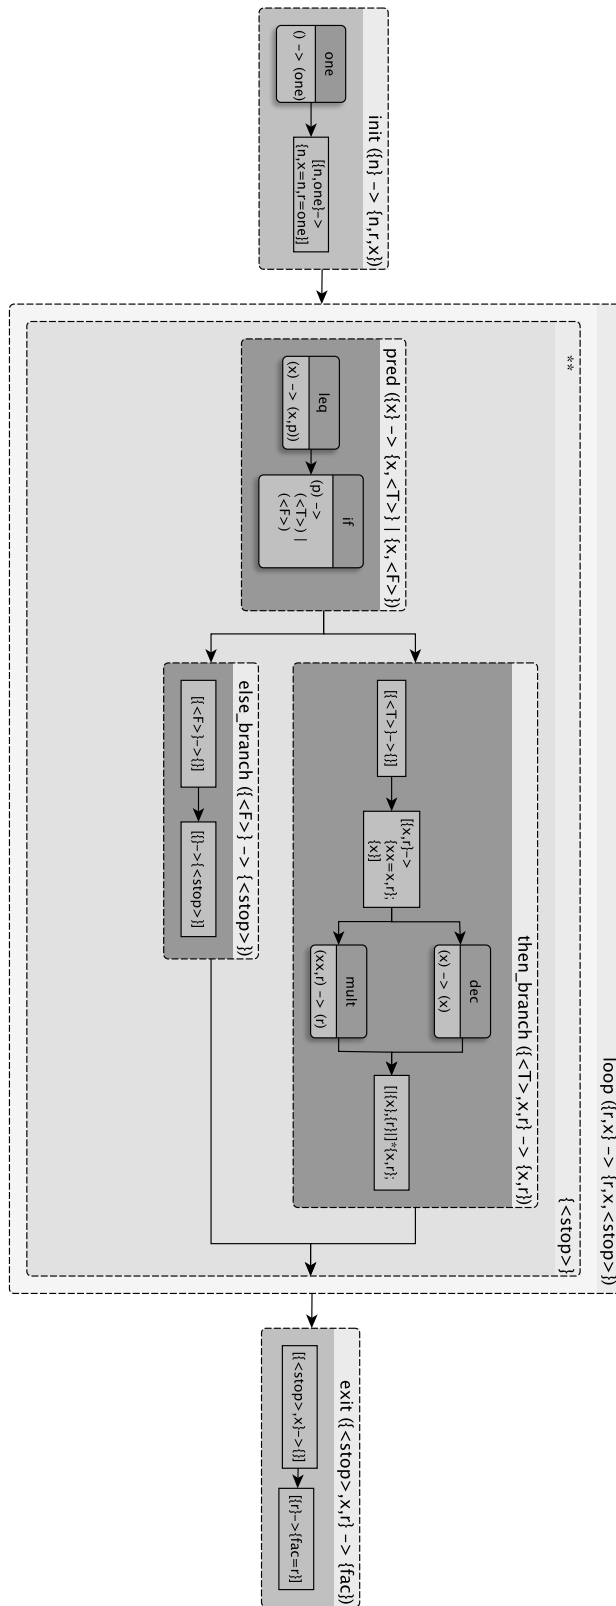 init ({n} -> {n,r,x})
one
() -> (one)
[{n,one}->
{n,x=n,r=one}]
loop ({r,x} -> {r,x,<stop>})
**
{<stop>}
pred ({x} -> {x,<T>} | {x,<F>})
leq
(x) -> (x,p))
if
(p) ->
(<T>) |
(<F>)
then_branch ({<T>,x,r} -> {x,r})
[{<T>}->{}]
[{x,r}->
{xx=x,r};
{x}]
dec
(x) -> (x)
mult
(xx,r) -> (r)
[|{x},{r}|]*{x,r};
else_branch ({<F>} -> {<stop>})
[{<F>}->{}]
[{}->{<stop>}]
exit ({<stop>,x,r} -> {fac})
[{<stop>,x}->{}]
[{r}->{fac=r}]